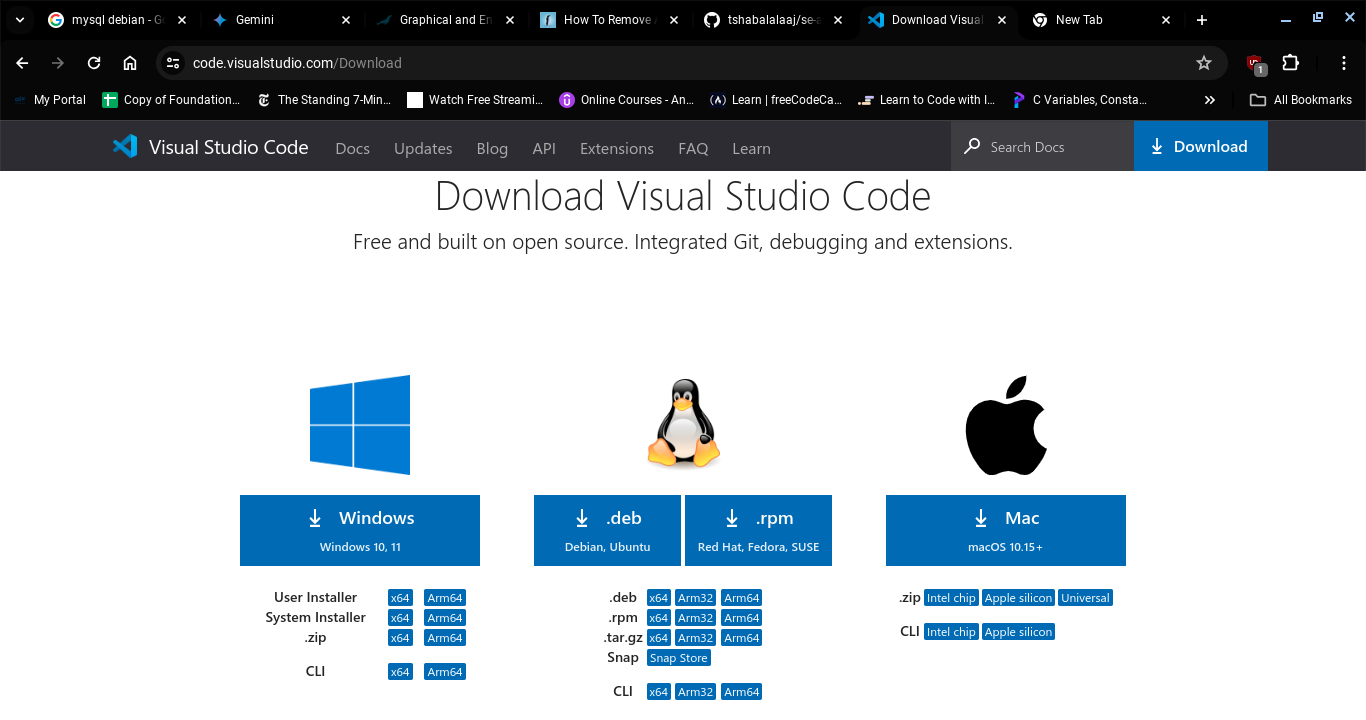 mysql debian - Go
Gemini
Graphical and En
How To Remove A
tshabalalaaj/se-a
Download Visual
New Tab
code.visualstudio.com/Download
1
My Portal
Copy of Foundation...
The Standing 7-Min...
Watch Free Streami...
Online Courses - An...
Learn | freeCodeCa...
Learn to Code with I...
C Variables, Consta...
All Bookmarks
Visual Studio Code
Docs
Updates
Blog
API
Extensions
FAQ
Learn
Search Docs
Download
Download Visual Studio Code
Free and built on open source. Integrated Git, debugging and extensions.
Windows
Windows 10, 11
User Installer x64 Arm64
System Installer x64 Arm64
.zip x64 Arm64
CLI x64 Arm64
.deb
Debian, Ubuntu
.rpm
Red Hat, Fedora, SUSE
.deb x64 Arm32 Arm64
.rpm x64 Arm32 Arm64
.tar.gz x64 Arm32 Arm64
Snap Snap Store
CLI x64 Arm32 Arm64
Mac
macOS 10.15+
.zip Intel chip Apple silicon Universal
CLI Intel chip Apple silicon